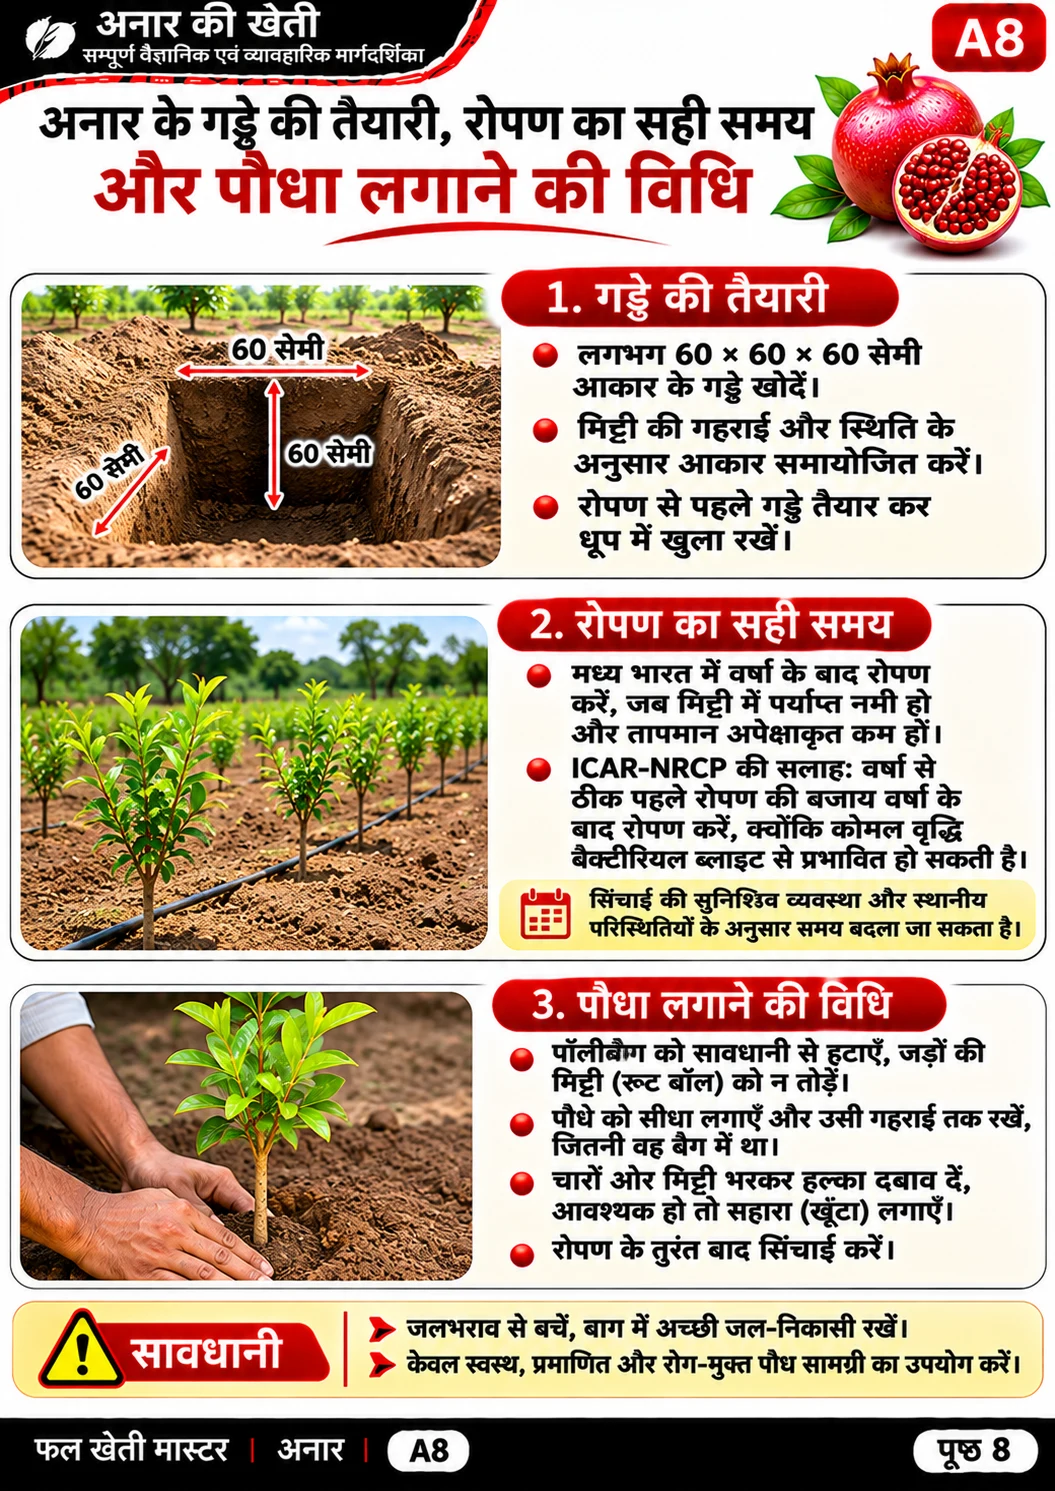 अनार की खेती
सम्पूर्ण वैज्ञानिक एवं व्यावहारिक मार्गदर्शिका
A8
अनार के गड्ढे की तैयारी, रोपण का सही समय
और पौधा लगाने की विधि
1. गड्ढे की तैयारी
60 सेमी
60 सेमी
60 सेमी
लगभग 60 × 60 × 60 सेमी
आकार के गड्ढे खोदें।
मिट्टी की गहराई और स्थिति के
अनुसार आकार समायोजित करें।
रोपण से पहले गड्ढे तैयार कर
धूप में खुला रखें।
2. रोपण का सही समय
मध्य भारत में वर्षा के बाद रोपण
करें, जब मिट्टी में पर्याप्त नमी हो
और तापमान अपेक्षाकृत कम हों।
ICAR-NRCP की सलाह: वर्षा से
ठीक पहले रोपण की बजाय वर्षा के
बाद रोपण करें, क्योंकि कोमल वृद्धि
बैक्टीरियल ब्लाइट से प्रभावित हो सकती है।
सिंचाई की व्यवस्था और स्थानीय
परिस्थितियों के अनुसार समय बदला जा सकता है।
3. पौधा लगाने की विधि
पॉलीबैग को सावधानी से हटाएँ, जड़ों की
मिट्टी (रूट बॉल) को न तोड़ें।
पौधे को सीधा लगाएँ और उसी गहराई तक रखें,
जितनी वह बैग में था।
चारों ओर मिट्टी भरकर हल्का दबाव दें,
आवश्यक हो तो सहारा (खूंटा) लगाएँ।
रोपण के तुरंत बाद सिंचाई करें।
सावधानी
जलभराव से बचें, बाग में अच्छी जल-निकासी रखें।
केवल स्वस्थ, प्रमाणित और रोग-मुक्त पौध सामग्री का उपयोग करें।
फल खेती मास्टर | अनार | A8
पृष्ठ 8